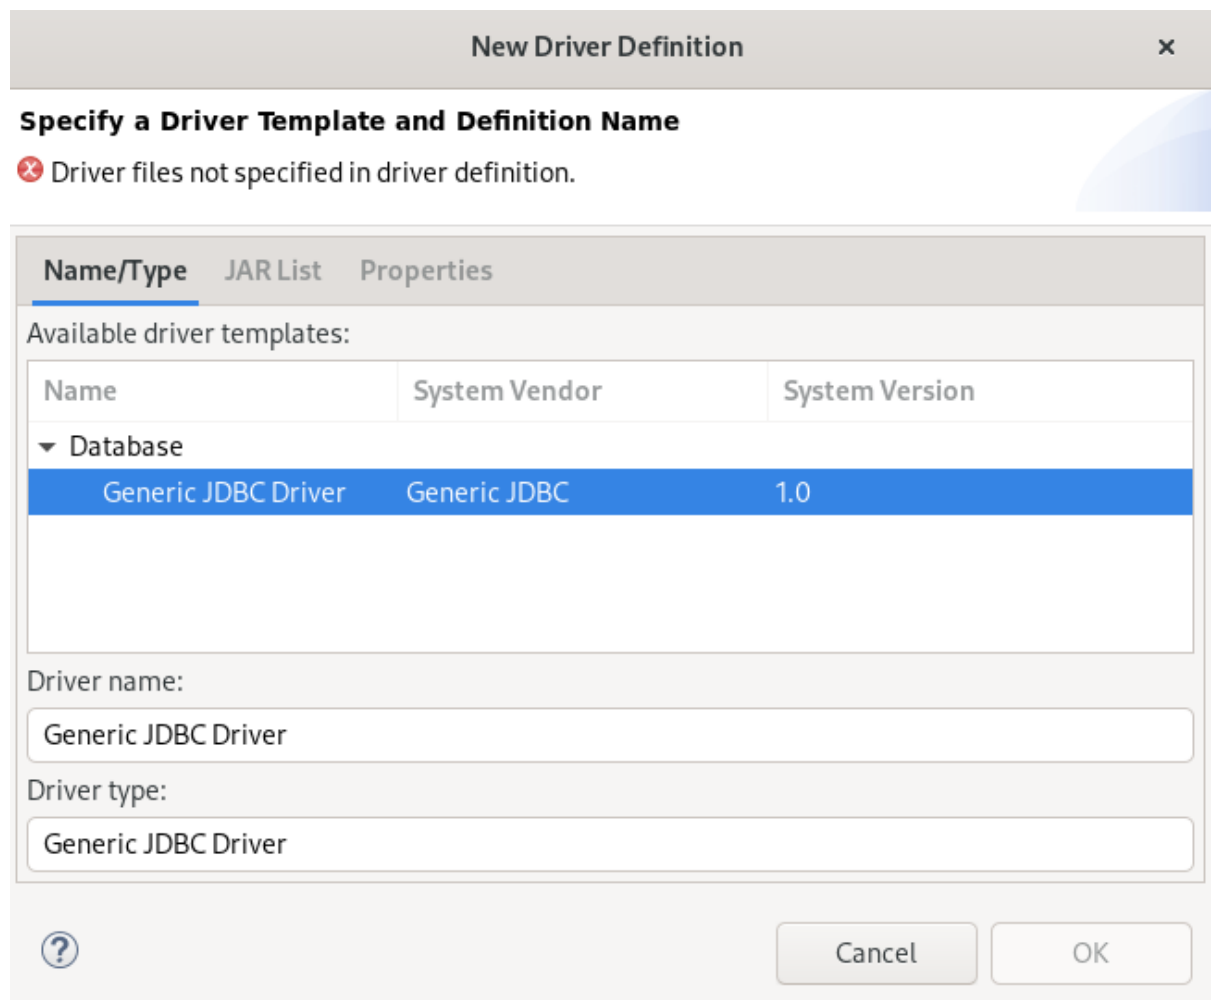 New Driver Definition ×
Specify a Driver Template and Definition Name
Driver files not specified in driver definition.
Name/Type JAR List Properties
Available driver templates:
Name System Vendor System Version
Database
Generic JDBC Driver Generic JDBC 1.0
Driver name:
Generic JDBC Driver
Driver type:
Generic JDBC Driver
? Cancel OK